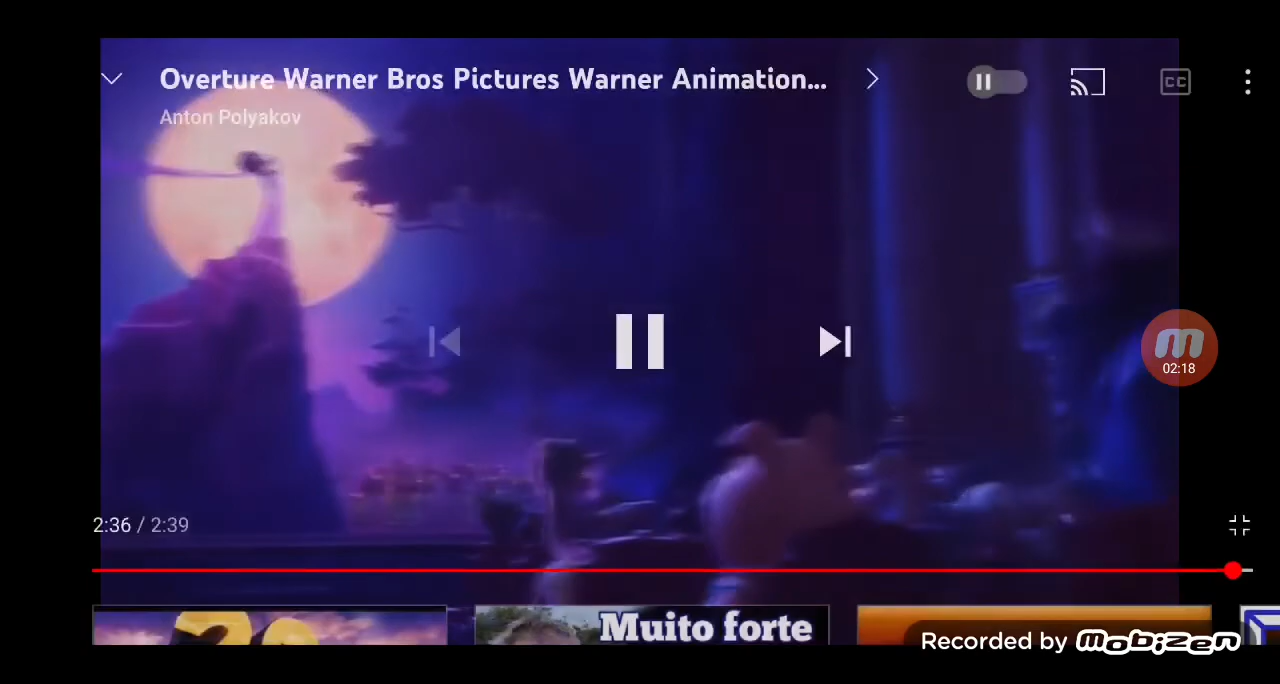 Overture Warner Bros Pictures Warner Animation...
CC
Anton Polyakov
02:18
2:36 / 2:39
Muito forte
Recorded by mobizen